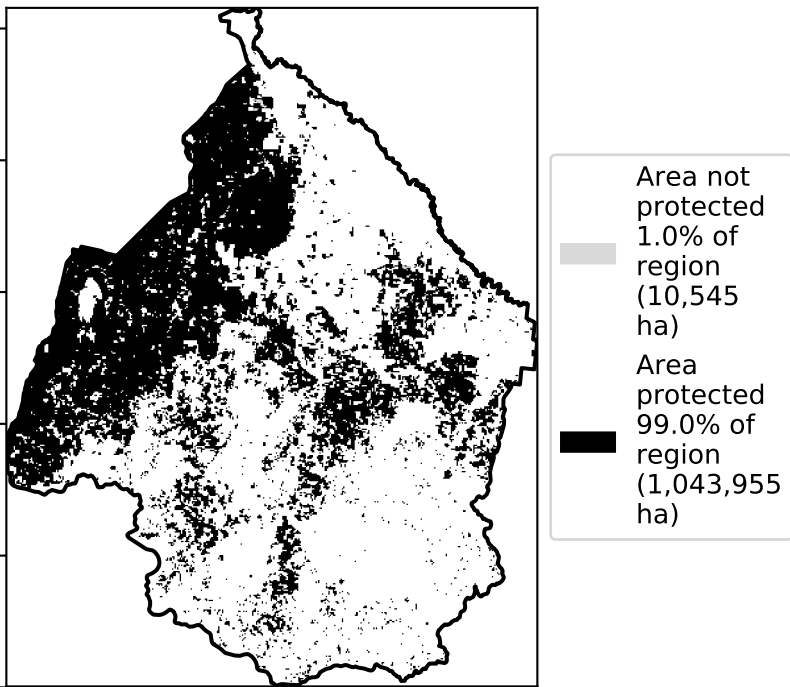 Area not
protected
1.0% of
region
(10,545
ha)
Area
protected
99.0% of
region
(1,043,955
ha)